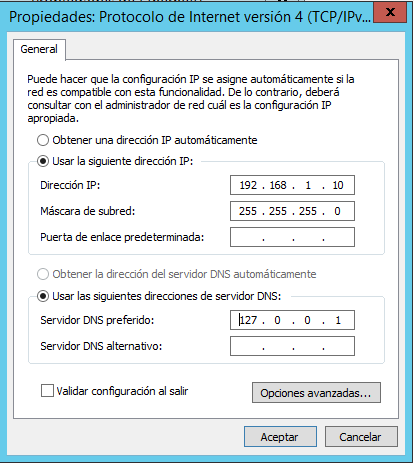 Propiedades: Protocolo de Internet versión 4 (TCP/IPv...
x
General
Puede hacer que la configuración IP se asigne automáticamente si la
red es compatible con esta funcionalidad. De lo contrario, deberá
consultar con el administrador de red cuál es la configuración IP
apropiada.
Obtener una dirección IP automáticamente
Usar la siguiente dirección IP:
Dirección IP: 192 . 168 . 1 . 10
Máscara de subred: 255 . 255 . 255 . 0
Puerta de enlace predeterminada: . . .
Obtener la dirección del servidor DNS automáticamente
Usar las siguientes direcciones de servidor DNS:
Servidor DNS preferido: 127 . 0 . 0 . 1
Servidor DNS alternativo: . . .
Validar configuración al salir
Opciones avanzadas...
Aceptar Cancelar